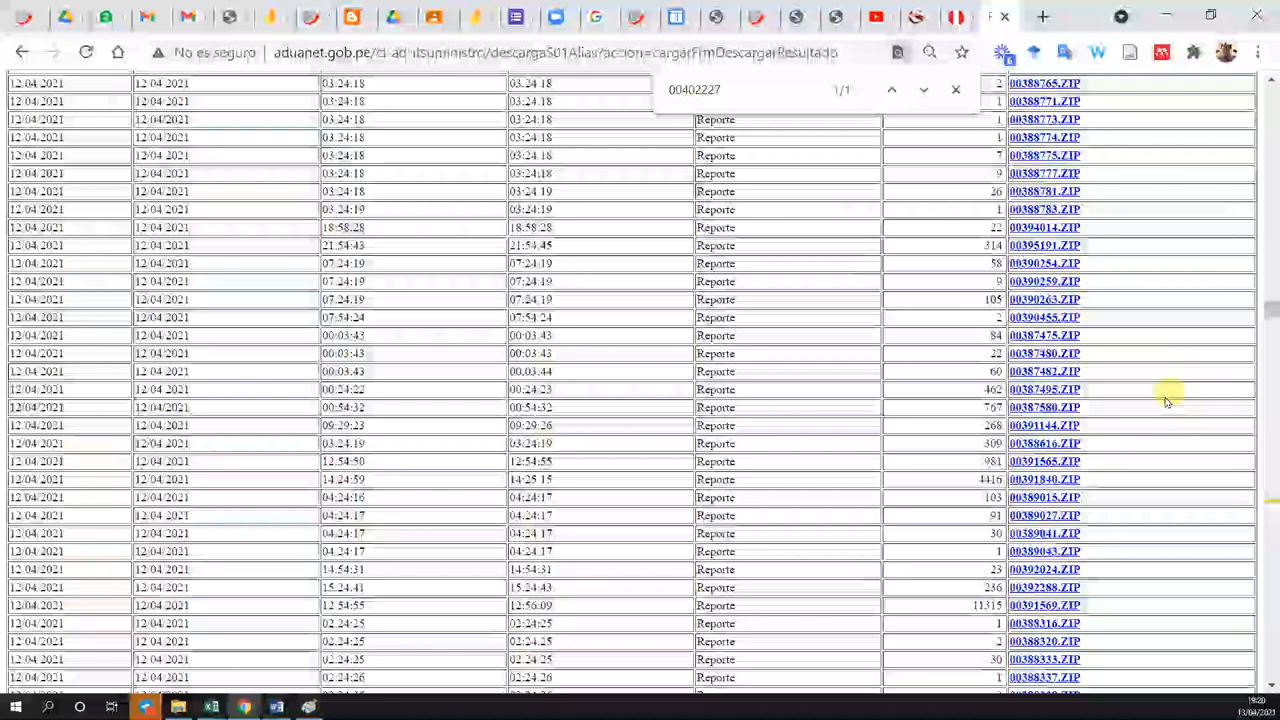 No es seguro | aduanet.gob.pe/cl-ad-itsuministro/descargaS01Alias?accion=cargarFrmDescargarResultado
6
00402227 1/1
12/04/2021 12/04/2021 03:24:18 03:24:18 2 00388765.ZIP
12/04/2021 12/04/2021 03:24:18 03:24:18 1 00388771.ZIP
12/04/2021 12/04/2021 03:24:18 03:24:18 Reporte 1 00388773.ZIP
12/04/2021 12/04/2021 03:24:18 03:24:18 Reporte 1 00388774.ZIP
12/04/2021 12/04/2021 03:24:18 03:24:18 Reporte 7 00388775.ZIP
12/04/2021 12/04/2021 03:24:18 03:24:18 Reporte 9 00388777.ZIP
12/04/2021 12/04/2021 03:24:18 03:24:19 Reporte 26 00388781.ZIP
12/04/2021 12/04/2021 03:24:19 03:24:19 Reporte 1 00388783.ZIP
12/04/2021 12/04/2021 18:58:28 18:58:28 Reporte 22 00394014.ZIP
12/04/2021 12/04/2021 21:54:43 21:54:45 Reporte 314 00395191.ZIP
12/04/2021 12/04/2021 07:24:19 07:24:19 Reporte 58 00390254.ZIP
12/04/2021 12/04/2021 07:24:19 07:24:19 Reporte 9 00390259.ZIP
12/04/2021 12/04/2021 07:24:19 07:24:19 Reporte 105 00390263.ZIP
12/04/2021 12/04/2021 07:54:24 07:54:24 Reporte 2 00390455.ZIP
12/04/2021 12/04/2021 00:03:43 00:03:43 Reporte 84 00387475.ZIP
12/04/2021 12/04/2021 00:03:43 00:03:43 Reporte 22 00387480.ZIP
12/04/2021 12/04/2021 00:03:43 00:03:44 Reporte 60 00387482.ZIP
12/04/2021 12/04/2021 00:24:22 00:24:23 Reporte 462 00387495.ZIP
12/04/2021 12/04/2021 00:54:32 00:54:32 Reporte 767 00387580.ZIP
12/04/2021 12/04/2021 09:29:23 09:29:26 Reporte 268 00391144.ZIP
12/04/2021 12/04/2021 03:24:19 03:24:19 Reporte 309 00388616.ZIP
12/04/2021 12/04/2021 12:54:50 12:54:55 Reporte 981 00391565.ZIP
12/04/2021 12/04/2021 14:24:59 14:25:15 Reporte 4416 00391840.ZIP
12/04/2021 12/04/2021 04:24:16 04:24:17 Reporte 103 00389015.ZIP
12/04/2021 12/04/2021 04:24:17 04:24:17 Reporte 91 00389027.ZIP
12/04/2021 12/04/2021 04:24:17 04:24:17 Reporte 30 00389041.ZIP
12/04/2021 12/04/2021 04:24:17 04:24:17 Reporte 1 00389043.ZIP
12/04/2021 12/04/2021 14:54:31 14:54:31 Reporte 23 00392024.ZIP
12/04/2021 12/04/2021 15:24:41 15:24:43 Reporte 236 00392288.ZIP
12/04/2021 12/04/2021 12:54:55 12:56:09 Reporte 11315 00391569.ZIP
12/04/2021 12/04/2021 02:24:25 02:24:25 Reporte 1 00388316.ZIP
12/04/2021 12/04/2021 02:24:25 02:24:25 Reporte 2 00388320.ZIP
12/04/2021 12/04/2021 02:24:25 02:24:25 Reporte 30 00388333.ZIP
12/04/2021 12/04/2021 02:24:26 02:24:26 Reporte 1 00388337.ZIP
19:20
13/04/2021